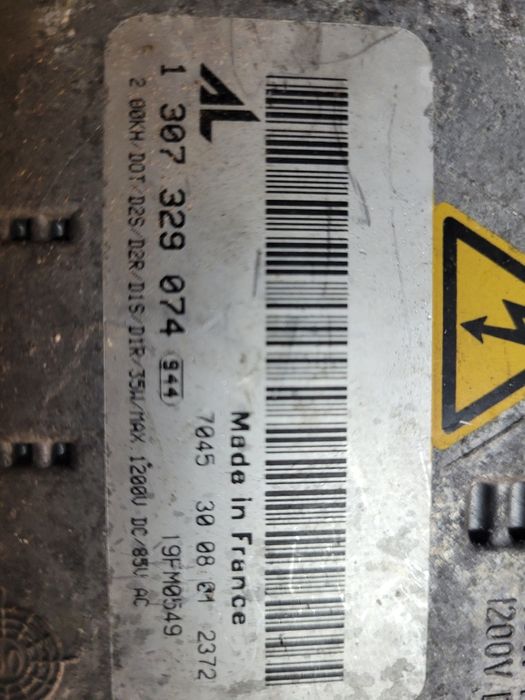 AL
1 307 329 074 944
2.00KH/DOT/D2S/D2R/D1S/D1R/35W/MAX 1200V DC/85V AC
Made in France
7045 30 08 01 2372
19FM0549
1200V